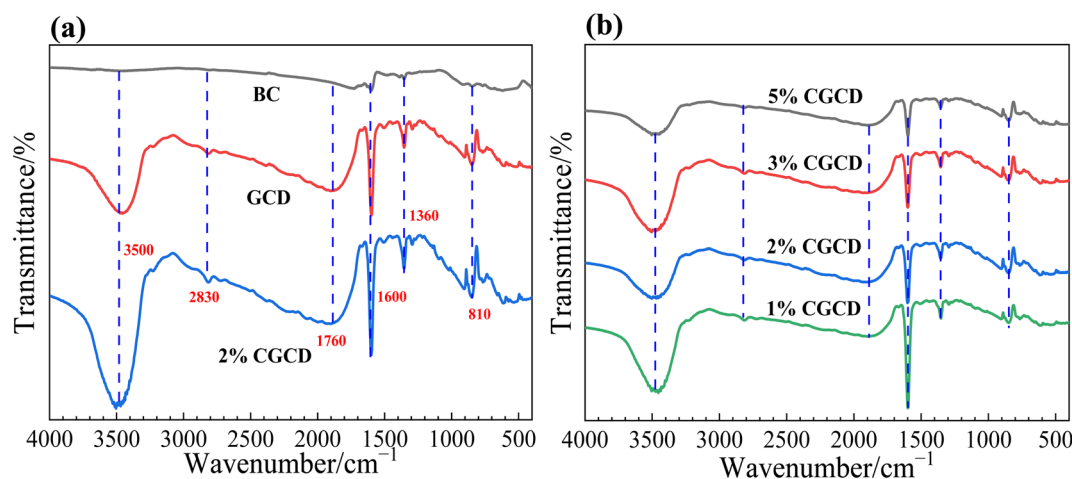 (a)
BC
GCD
1360
3500
2830
1600
1760
810
2% CGCD
Transmittance/%
4000 3500 3000 2500 2000 1500 1000 500
Wavenumber/cm⁻¹
(b)
5% CGCD
3% CGCD
2% CGCD
1% CGCD
Transmittance/%
4000 3500 3000 2500 2000 1500 1000 500
Wavenumber/cm⁻¹